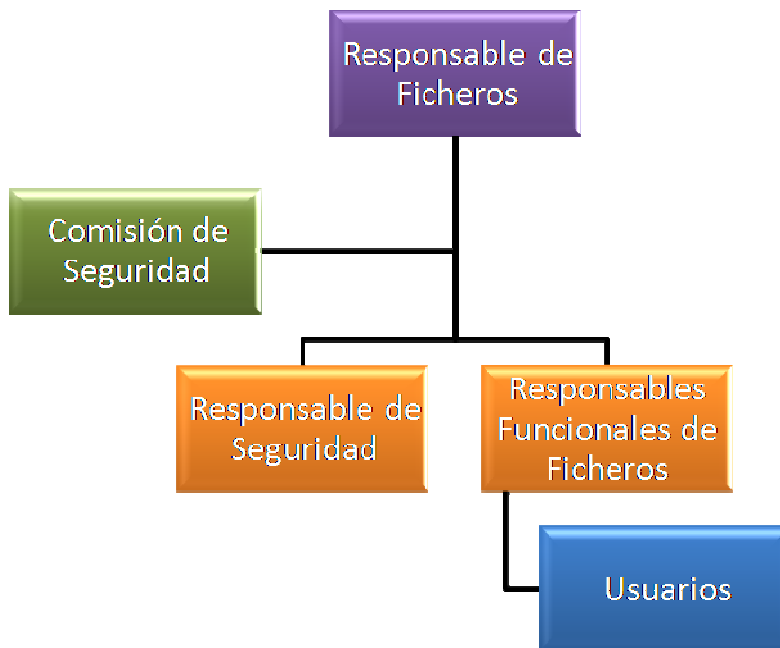 Responsable de
Ficheros
Comisión de
Seguridad
Responsable de
Seguridad
Responsables
Funcionales de
Ficheros
Usuarios